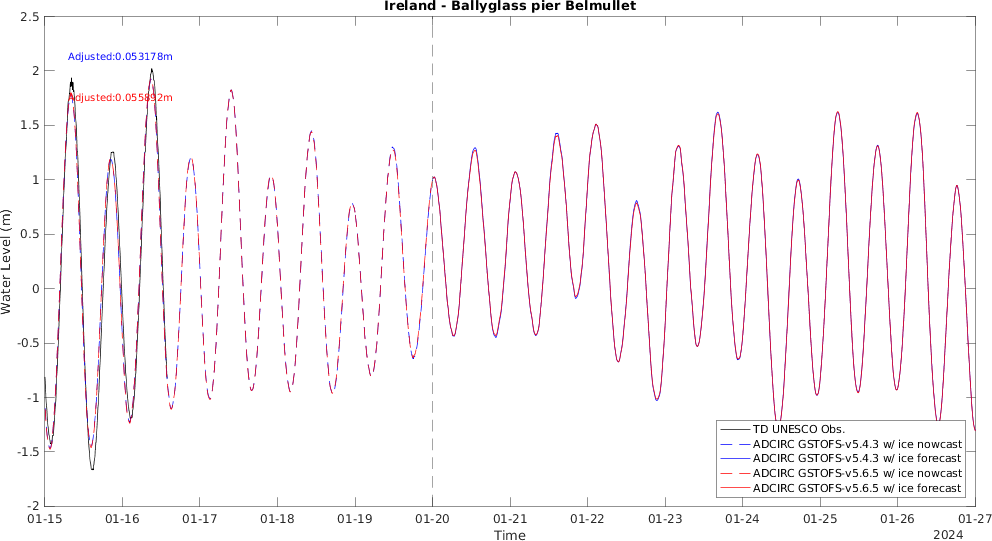 Ireland - Ballyglass pier Belmullet
Adjusted:0.053178m
Adjusted:0.055892m
Water Level (m)
2.5
2
1.5
1
0.5
0
-0.5
-1
-1.5
-2
TD UNESCO Obs.
ADCIRC GSTOFS-v5.4.3 w/ ice nowcast
ADCIRC GSTOFS-v5.4.3 w/ ice forecast
ADCIRC GSTOFS-v5.6.5 w/ ice nowcast
ADCIRC GSTOFS-v5.6.5 w/ ice forecast
01-15 01-16 01-17 01-18 01-19 01-20 01-21 01-22 01-23 01-24 01-25 01-26 01-27
Time
2024